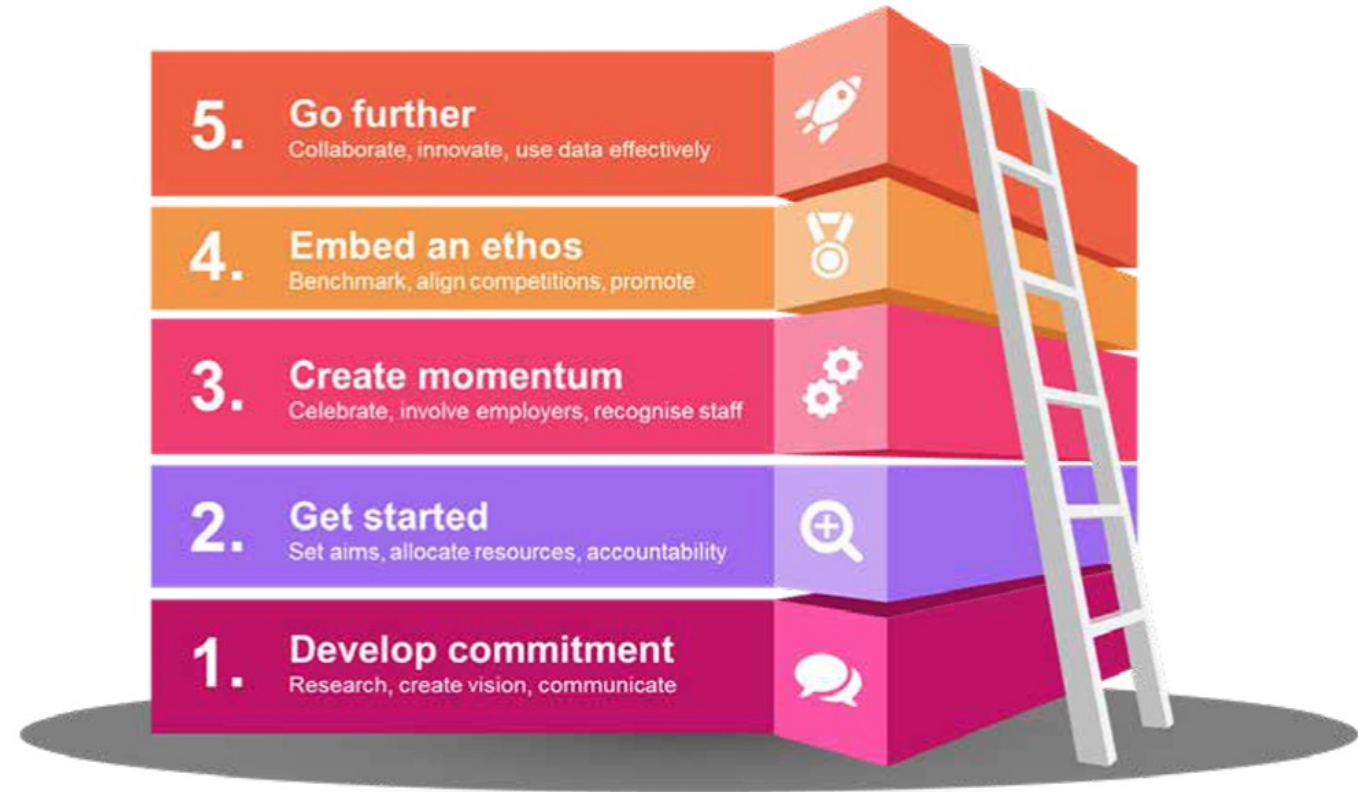 5.
Go further
Collaborate, innovate, use data effectively
4.
Embed an ethos
Benchmark, align competitions, promote
3.
Create momentum
Celebrate, involve employers, recognise staff
2.
Get started
Set aims, allocate resources, accountability
1.
Develop commitment
Research, create vision, communicate